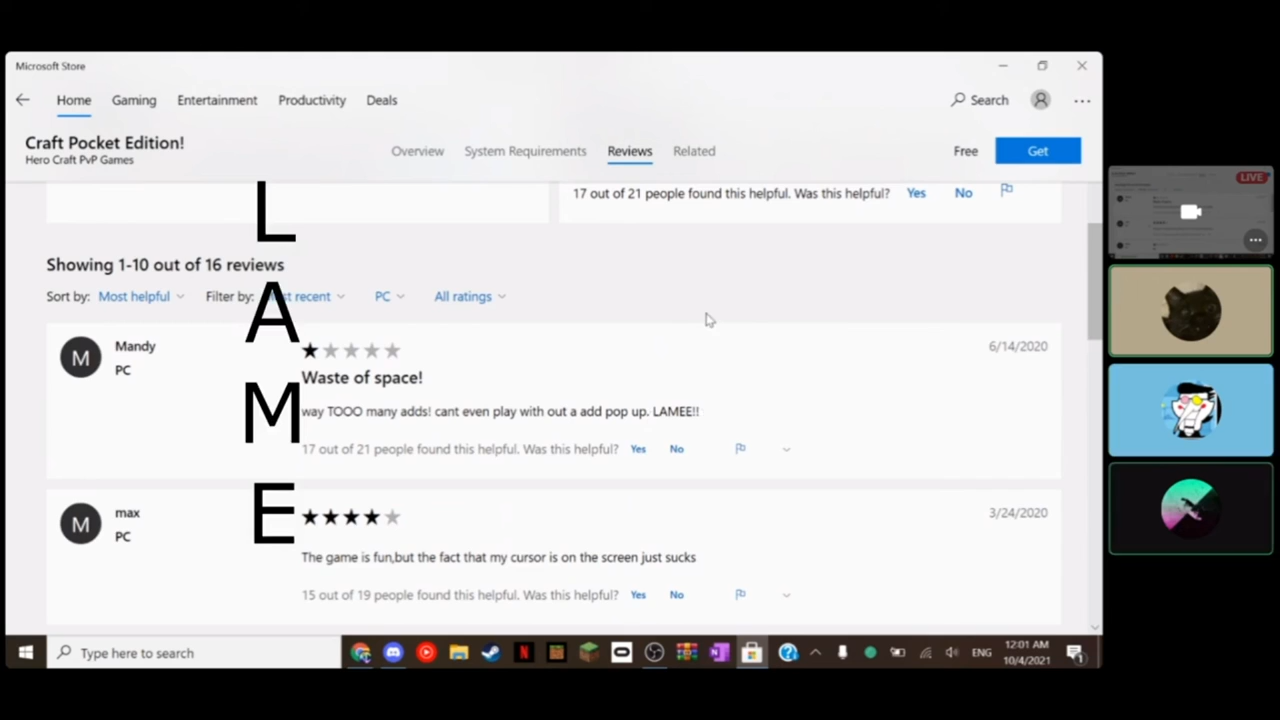 Microsoft Store
Home Gaming Entertainment Productivity Deals Search
Craft Pocket Edition!
Hero Craft PvP Games
Overview System Requirements Reviews Related Free Get
LIVE
17 out of 21 people found this helpful. Was this helpful? Yes No
L
Showing 1-10 out of 16 reviews
Sort by: Most helpful Filter by: Most recent PC All ratings
A
M Mandy 6/14/2020
PC
Waste of space!
M
way TOOO many adds! cant even play with out a add pop up. LAMEE!!
17 out of 21 people found this helpful. Was this helpful? Yes No
E
M max 3/24/2020
PC
The game is fun,but the fact that my cursor is on the screen just sucks
15 out of 19 people found this helpful. Was this helpful? Yes No
Type here to search ENG 12:01 AM
10/4/2021
1